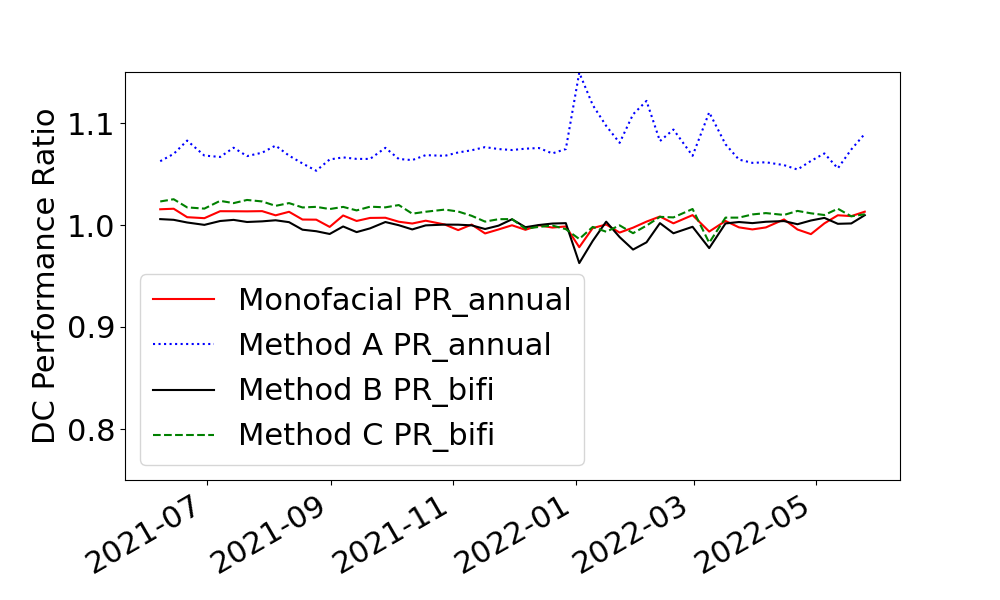 DC Performance Ratio
1.1
1.0
0.9
0.8
Monofacial PR_annual
Method A PR_annual
Method B PR_bifi
Method C PR_bifi
2021-07
2021-09
2021-11
2022-01
2022-03
2022-05